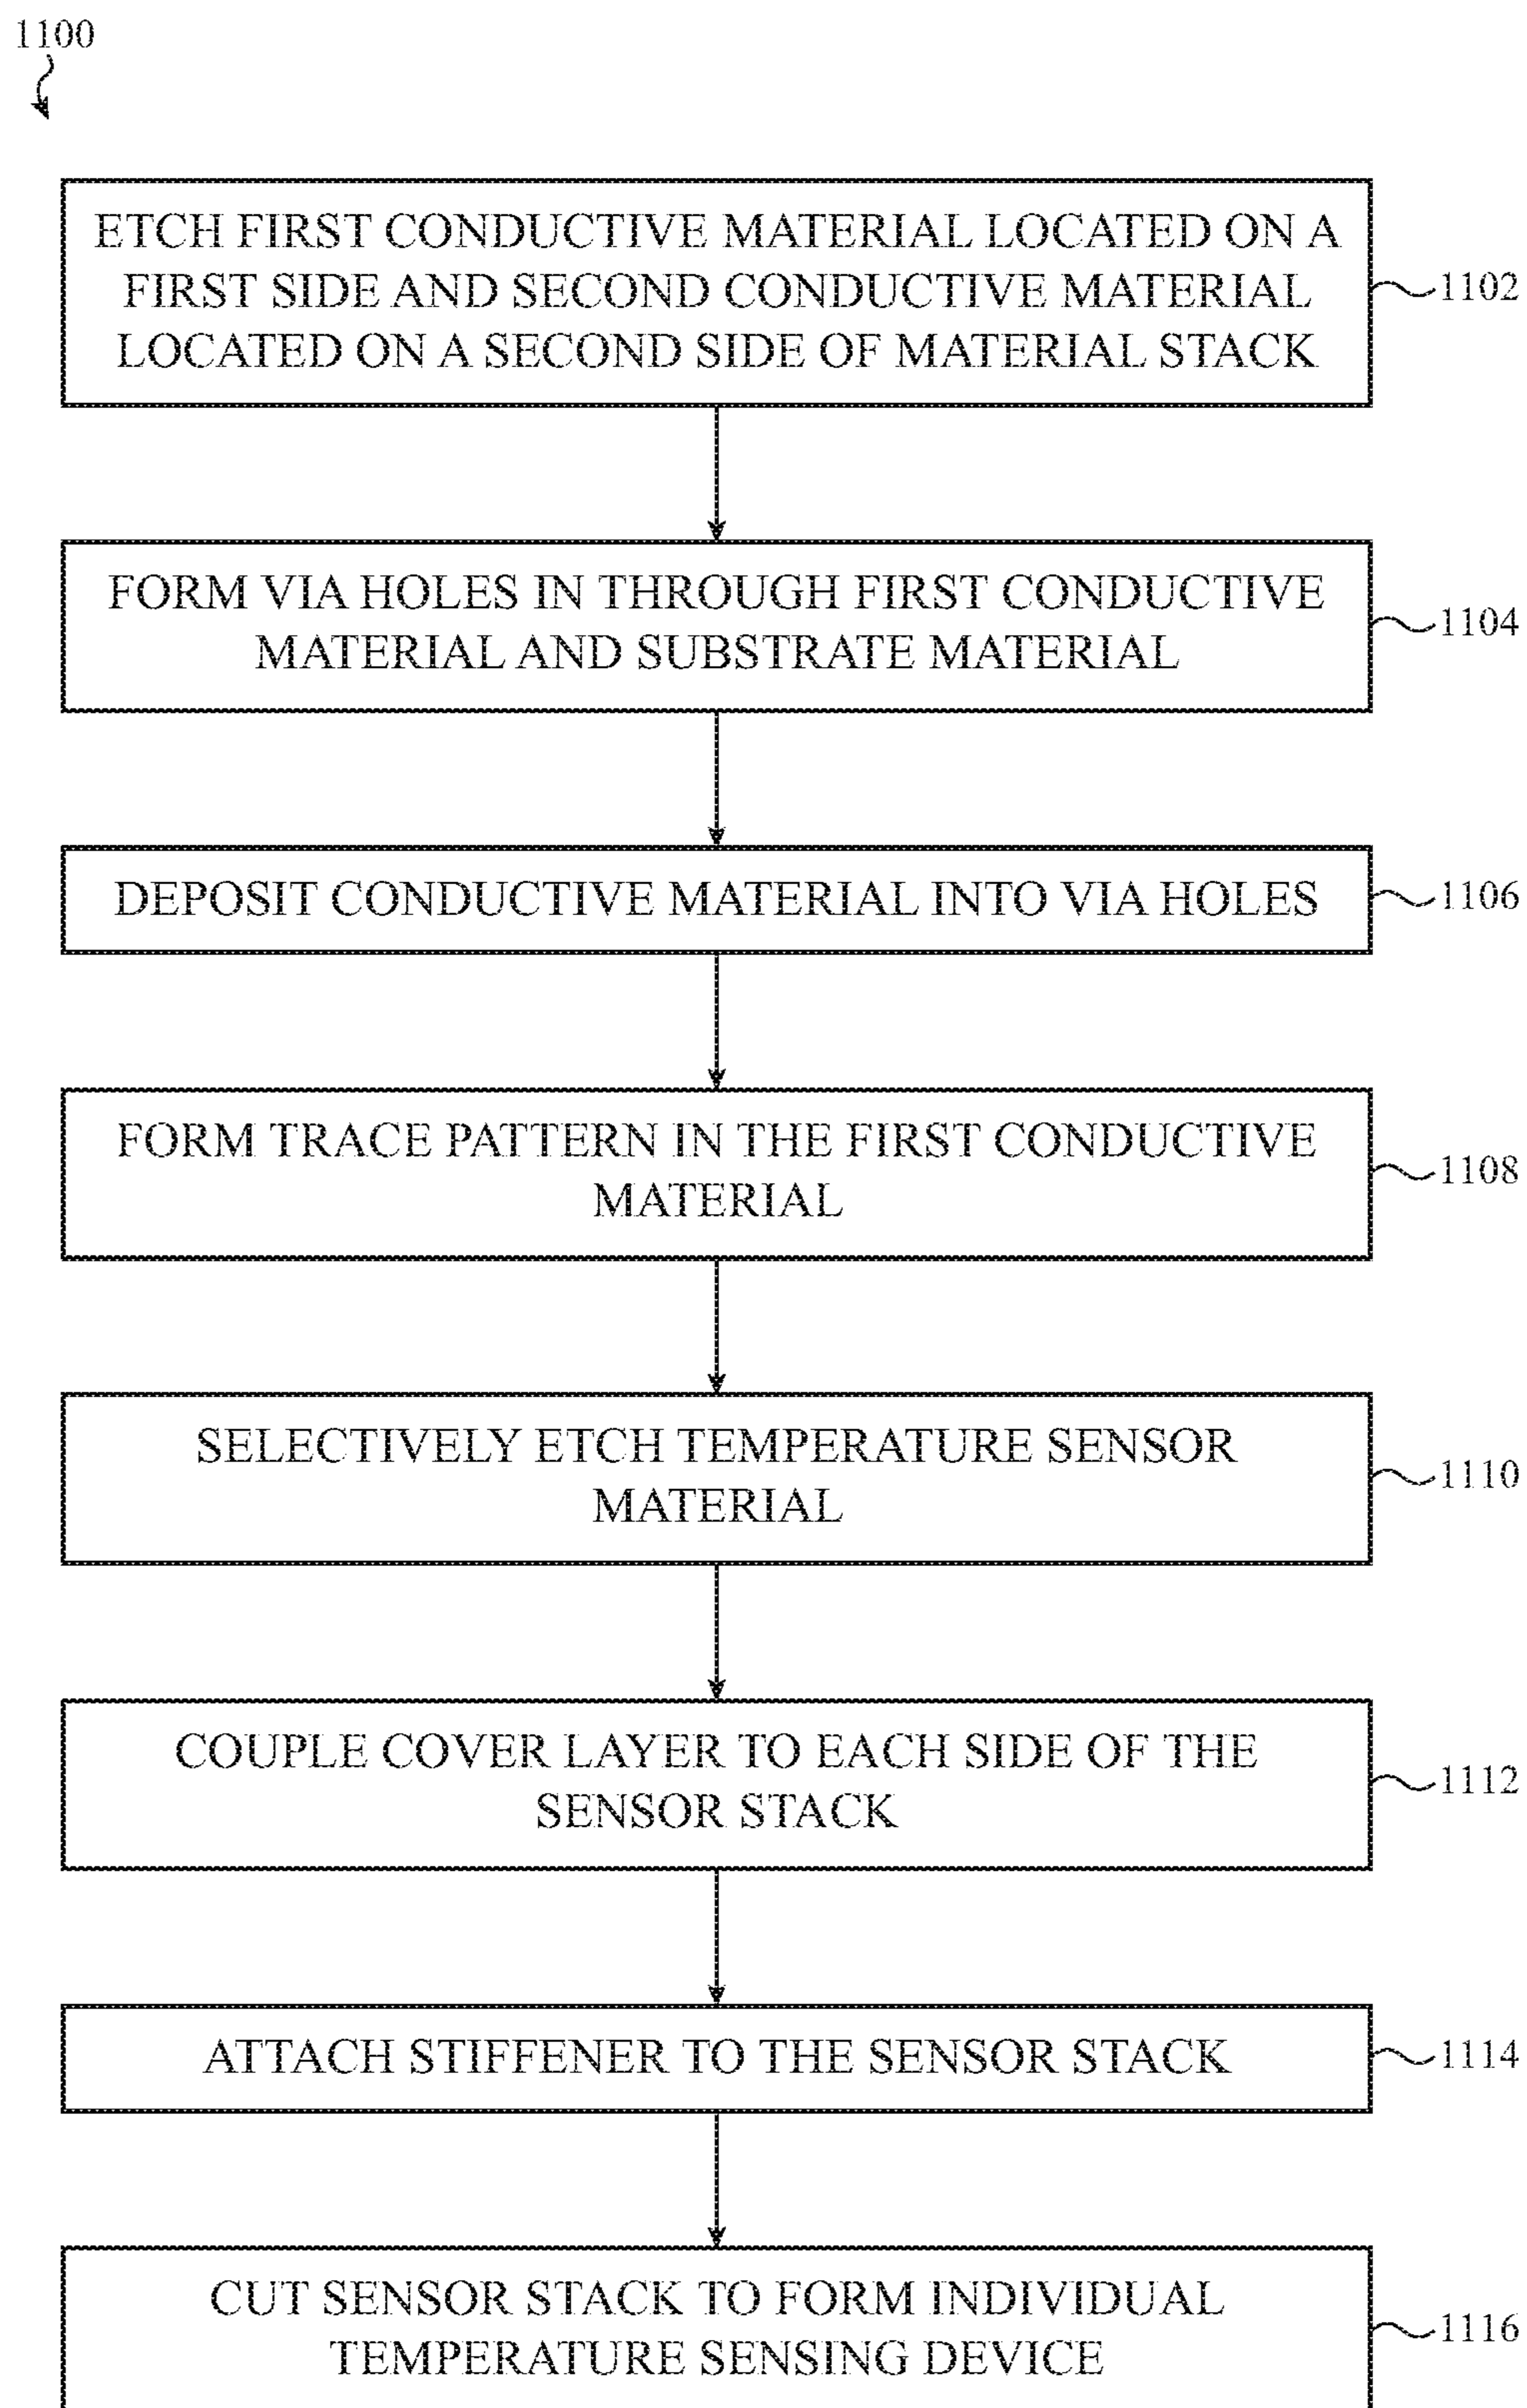 1100
ETCH FIRST CONDUCTIVE MATERIAL LOCATED ON A
FIRST SIDE AND SECOND CONDUCTIVE MATERIAL
LOCATED ON A SECOND SIDE OF MATERIAL STACK
1102
FORM VIA HOLES IN THROUGH FIRST CONDUCTIVE
MATERIAL AND SUBSTRATE MATERIAL
1104
DEPOSIT CONDUCTIVE MATERIAL INTO VIA HOLES
1106
FORM TRACE PATTERN IN THE FIRST CONDUCTIVE
MATERIAL
1108
SELECTIVELY ETCH TEMPERATURE SENSOR
MATERIAL
1110
COUPLE COVER LAYER TO EACH SIDE OF THE
SENSOR STACK
1112
ATTACH STIFFENER TO THE SENSOR STACK
1114
CUT SENSOR STACK TO FORM INDIVIDUAL
TEMPERATURE SENSING DEVICE
1116